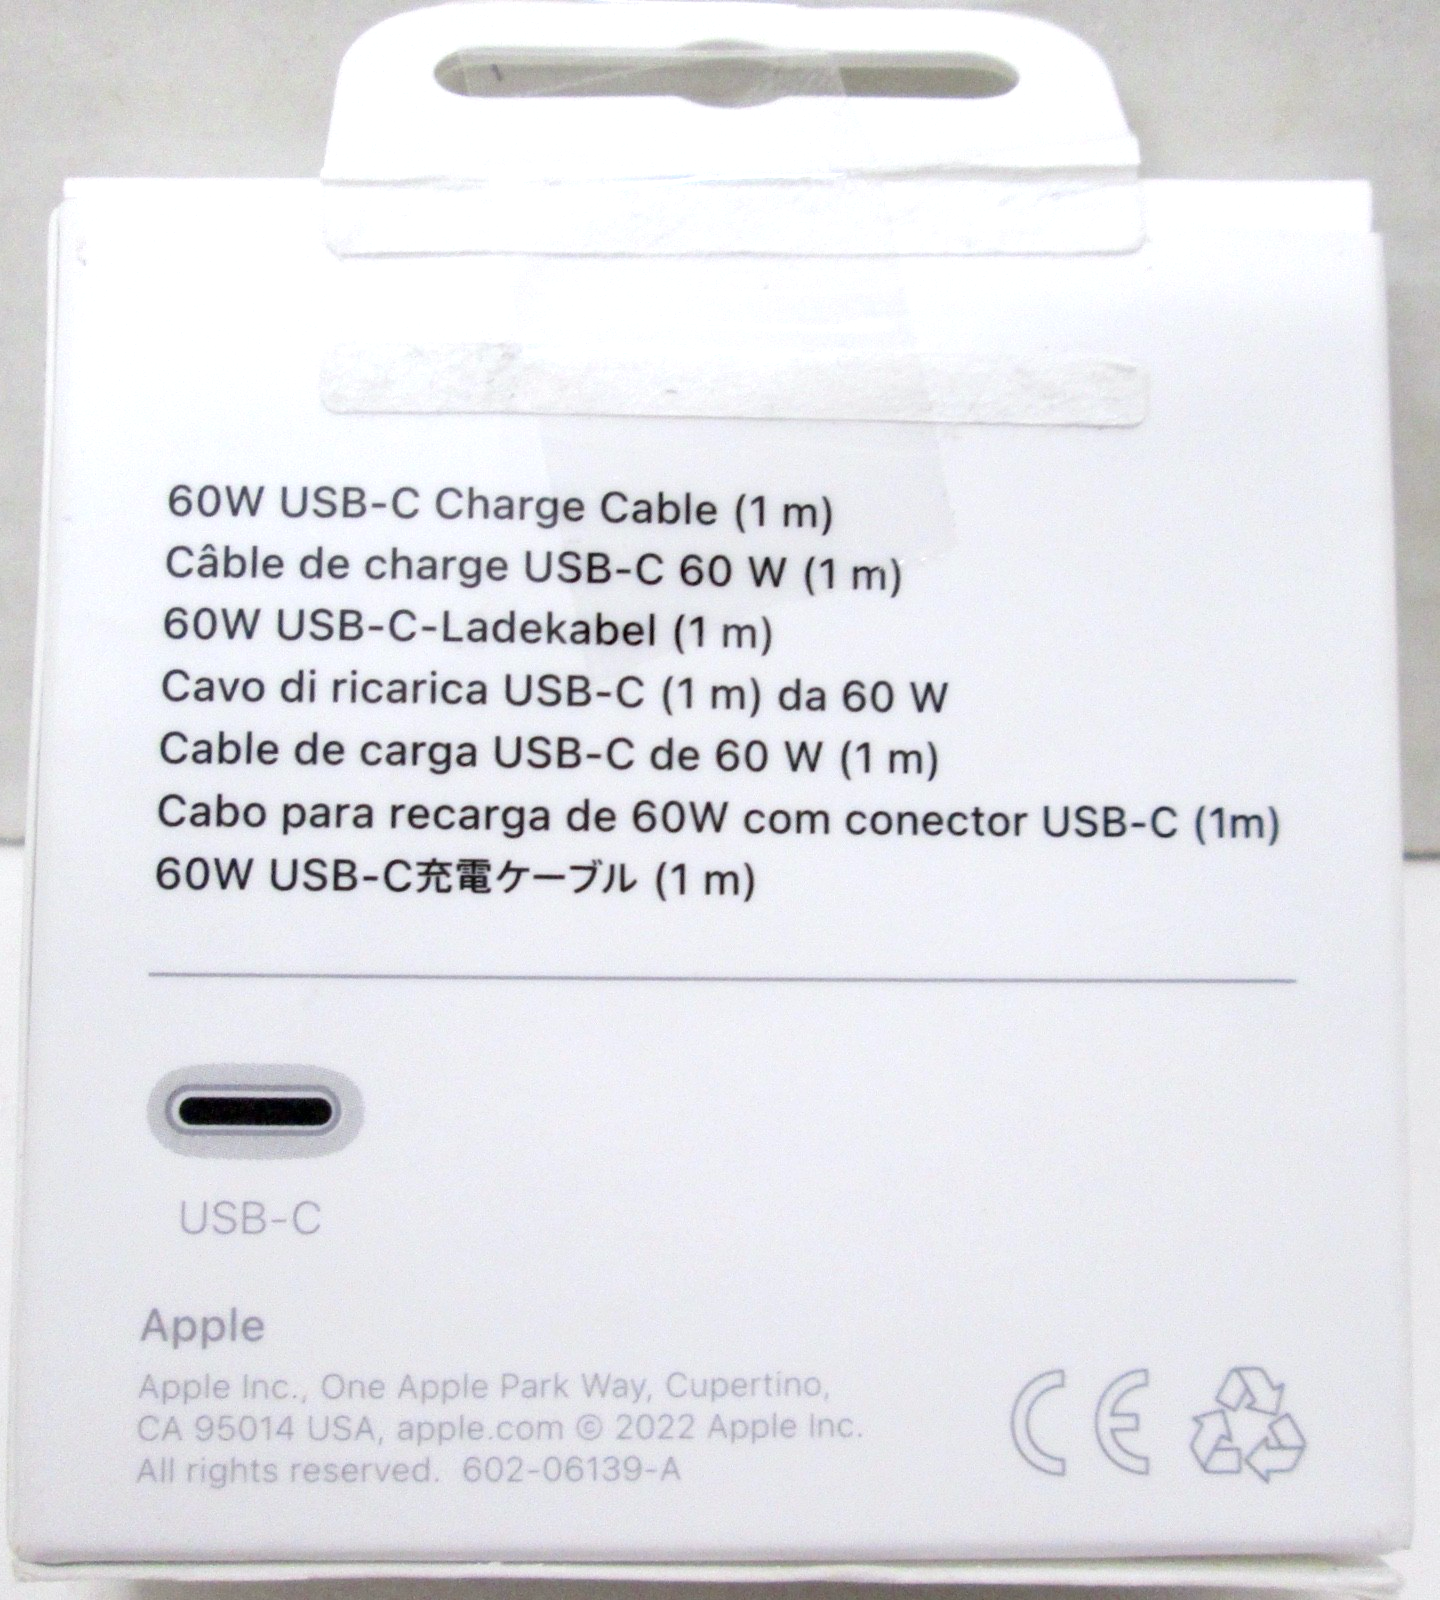 60W USB-C Charge Cable (1 m)
Câble de charge USB-C 60 W (1 m)
60W USB-C-Ladekabel (1 m)
Cavo di ricarica USB-C (1 m) da 60 W
Cable de carga USB-C de 60 W (1 m)
Cabo para recarga de 60W com conector USB-C (1m)
60W USB-C充電ケーブル (1 m)
USB-C
Apple
Apple Inc., One Apple Park Way, Cupertino,
CA 95014 USA, apple.com © 2022 Apple Inc.
All rights reserved. 602-06139-A
CE